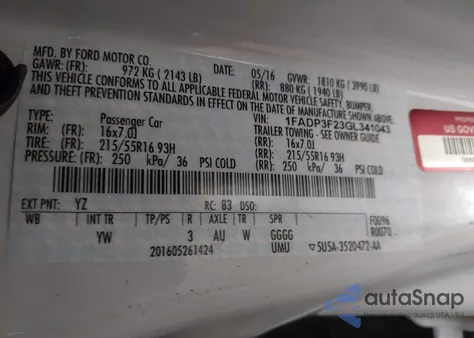 MFD. BY FORD MOTOR CO.
DATE: 05/16 GVWR: 1810 KG ( 3990 LB)
GAWR: (FR): 972 KG ( 2143 LB) (RR): 880 KG ( 1940 LB)
THIS VEHICLE CONFORMS TO ALL APPLICABLE FEDERAL MOTOR VEHICLE SAFETY, BUMPER,
AND THEFT PREVENTION STANDARDS IN EFFECT ON THE DATE OF MANUFACTURE SHOWN ABOVE
VIN: 1FADP3F23GL341043
TYPE: Passenger Car TRAILER TOWING - SEE OWNER GUIDE
RIM: (FR): 16x7.0J (RR): 16x7.0J
TIRE: (FR): 215/55R16 93H (RR): 215/55R16 93H
PRESSURE: (FR): 250 kPa/ 36 PSI COLD (RR): 250 kPa/ 36 PSI COLD
EXT PNT: YZ RC: 83 DSO:
WB INT TR TP/PS R AXLE TR SPR
YW 3 AU W GGGG
201605261424 UMU
F0096
R0070
5U5A-3520472-AA
US GOV
autoSnap